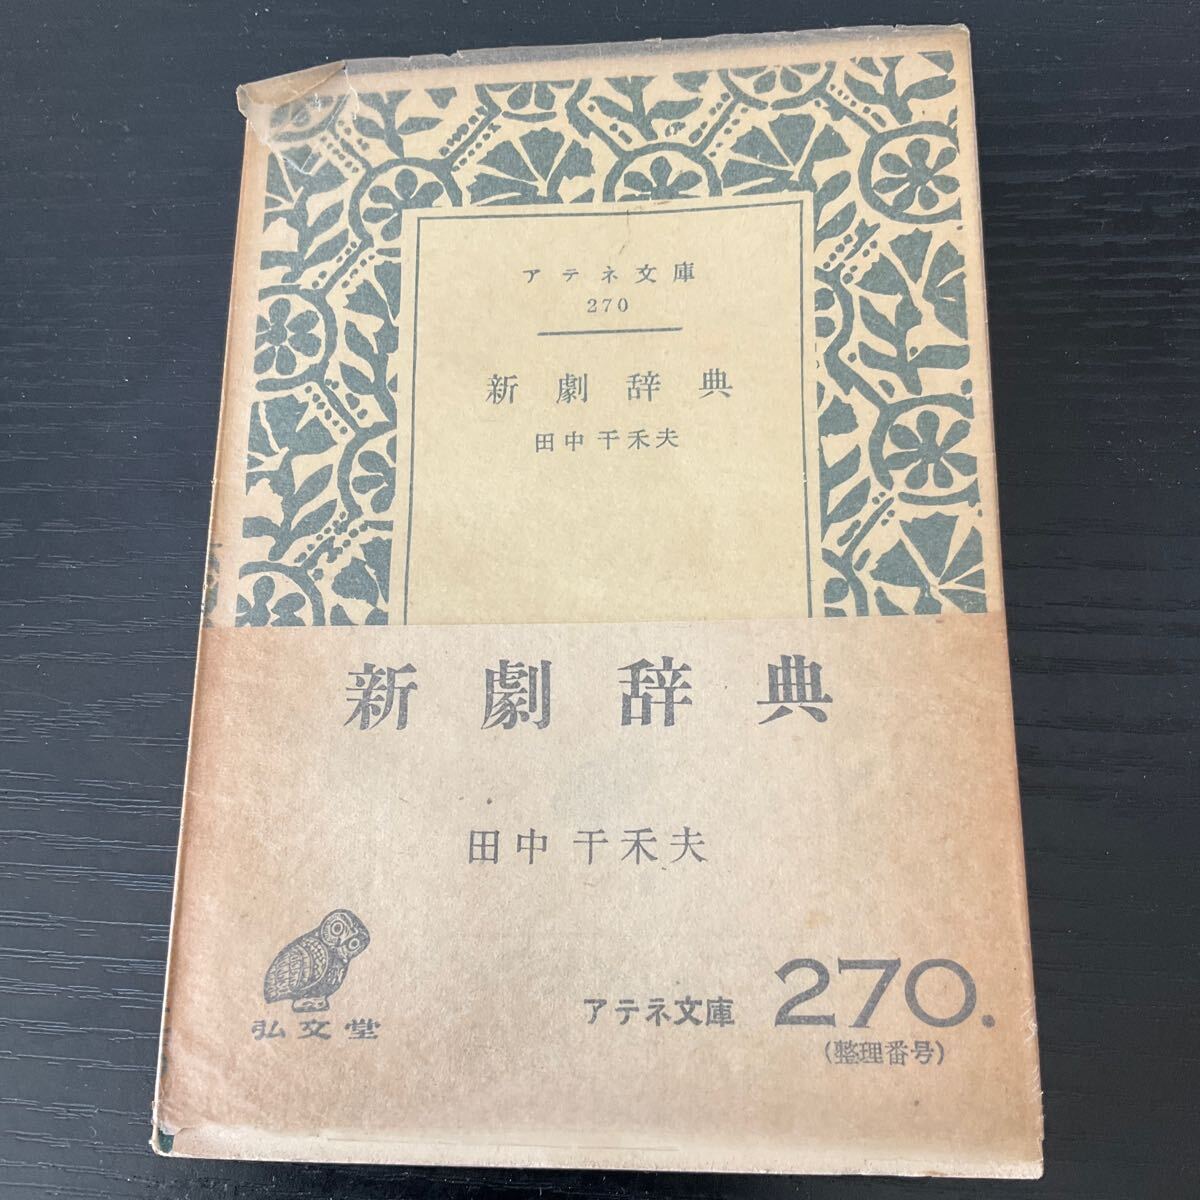 アテネ文庫
270
新劇辞典
田中千禾夫
新劇辞典
田中千禾夫
弘文堂
アテネ文庫 270.
(整理番号)